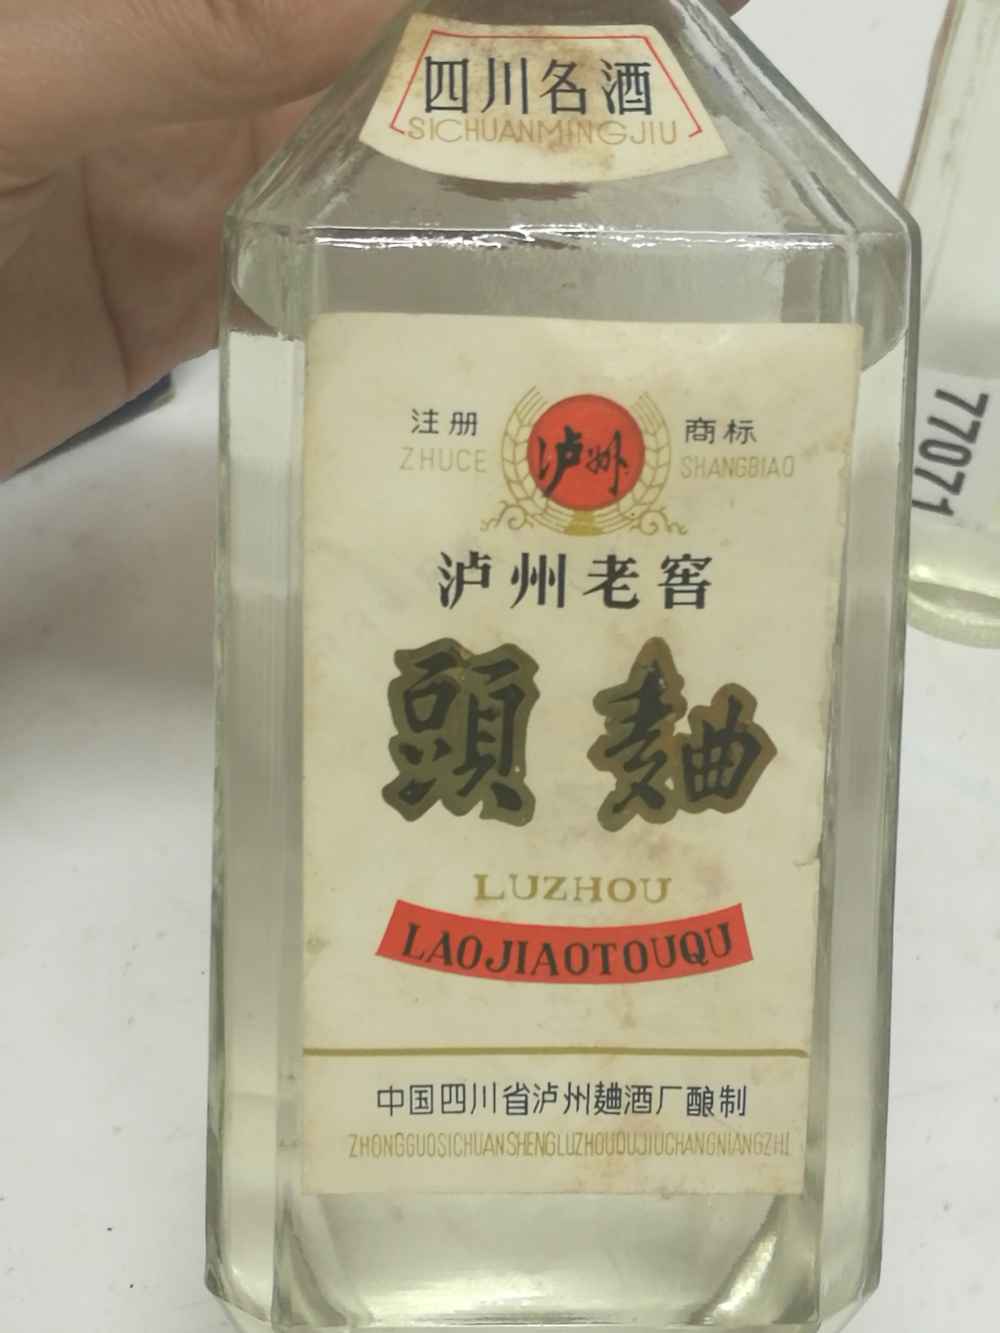 四川名酒
SICHUANMINGJIU
注册 泸州 商标
ZHUCE SHANGBIAO
泸州老窖
頭麯
LUZHOU
LAOJIAOTOUQU
中国四川省泸州麯酒厂酿制
ZHONGGUOSICHUANSHENGLUZHOUQUJIUCHANGNIANGZHI
77071